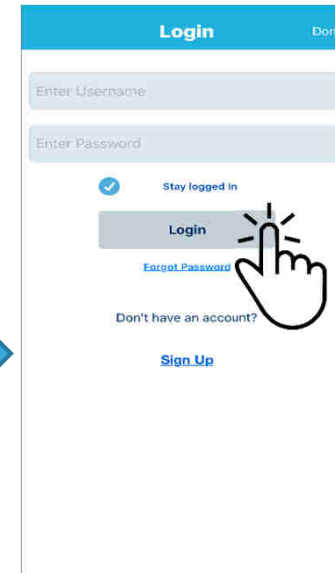 Login
Enter Username
Enter Password
Stay logged In
Login
Forgot Password
Don't have an account?
Sign Up